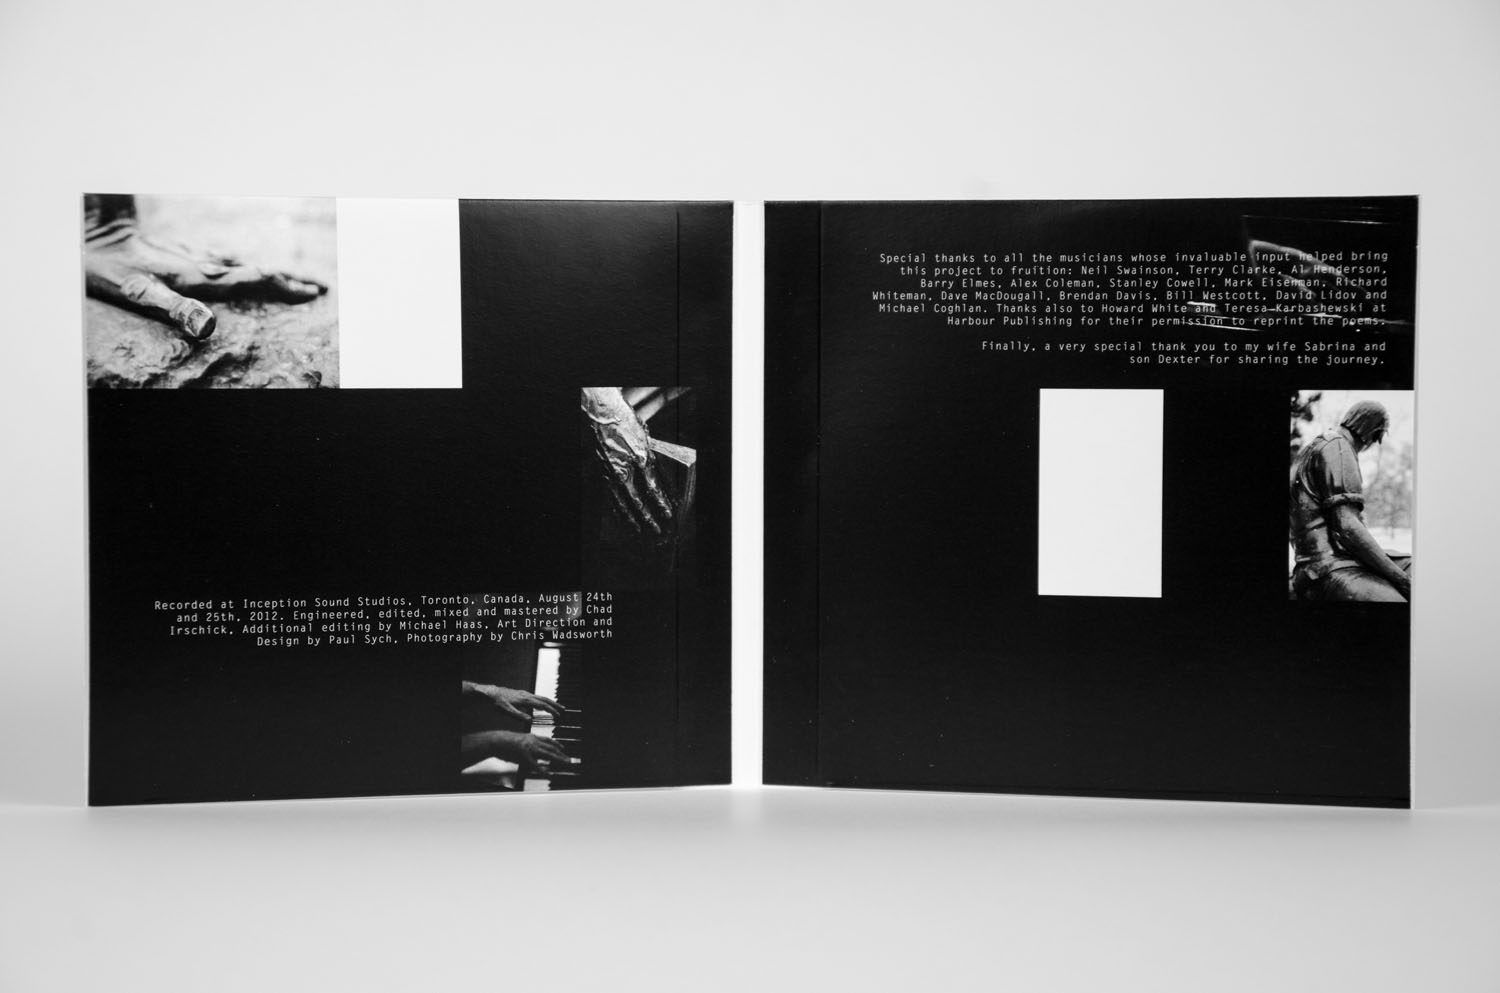 Recorded at Inception Sound Studios, Toronto, Canada, August 24th
and 25th, 2012. Engineered, edited, mixed and mastered by Chad
Irschick, Additional editing by Michael Haas, Art Direction and
Design by Paul Sych, Photography by Chris Wadsworth
Special thanks to all the musicians whose invaluable input helped bring
this project to fruition: Neil Swainson, Terry Clarke, Al Henderson,
Barry Elmes, Alex Coleman, Stanley Cowell, Mark Eisenman, Richard
Whiteman, Dave MacDougall, Brendan Davis, Bill Westcott, David Lidov and
Michael Coghlan. Thanks also to Howard White and Teresa Karbashewski at
Harbour Publishing for their permission to reprint the poems.
Finally, a very special thank you to my wife Sabrina and
son Dexter for sharing the journey.